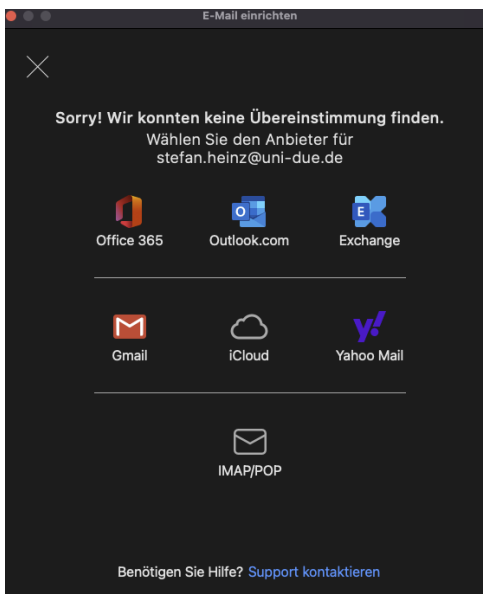 E-Mail einrichten
Sorry! Wir konnten keine Übereinstimmung finden.
Wählen Sie den Anbieter für
stefan.heinz@uni-due.de
Office 365
Outlook.com
Exchange
Gmail
iCloud
Yahoo Mail
IMAP/POP
Benötigen Sie Hilfe? Support kontaktieren